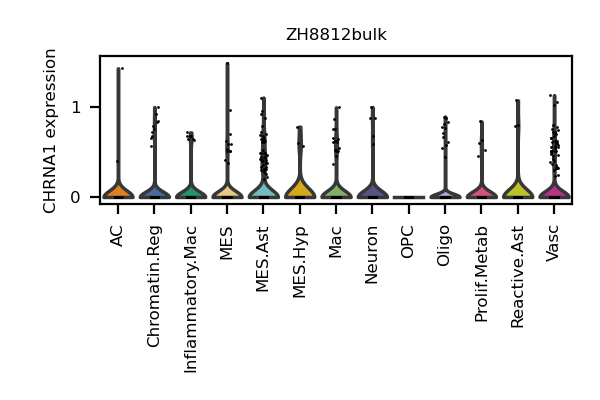 ZH8812bulk
CHRNA1 expression
1
0
AC
Chromatin.Reg
Inflammatory.Mac
MES
MES.Ast
MES.Hyp
Mac
Neuron
OPC
Oligo
Prolif.Metab
Reactive.Ast
Vasc